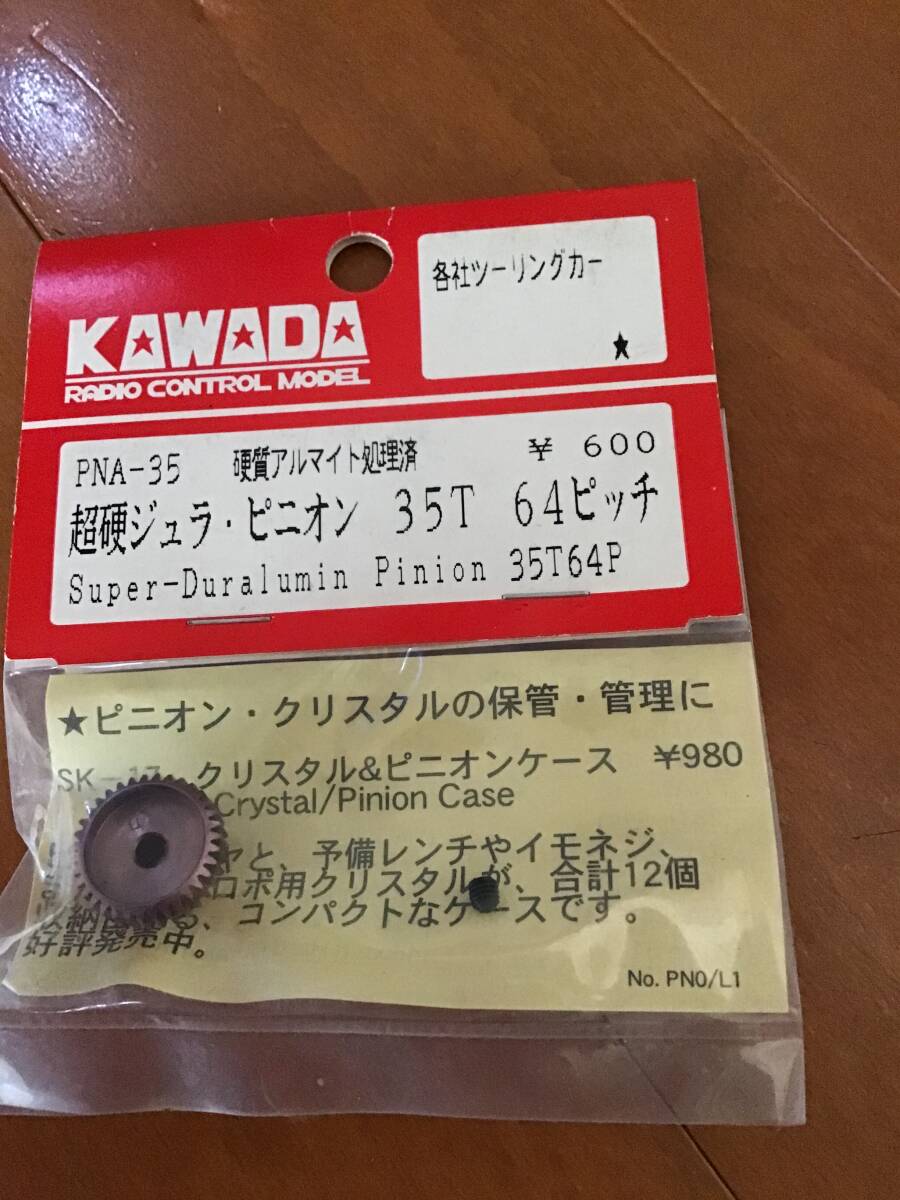 各社ツーリングカー
★
KAWADA
RADIO CONTROL MODEL
PNA-35 硬質アルマイト処理済 ¥ 600
超硬ジュラ・ピニオン 35T 64ピッチ
Super-Duralumin Pinion 35T64P
★ピニオン・クリスタルの保管・管理に
SK-17 クリスタル&ピニオンケース ¥980
Crystal/Pinion Case
と、予備レンチやイモネジ、
ロポ用クリスタルが、合計12個
、コンパクトなケースです。
好評発売中。
No. PN0/L1